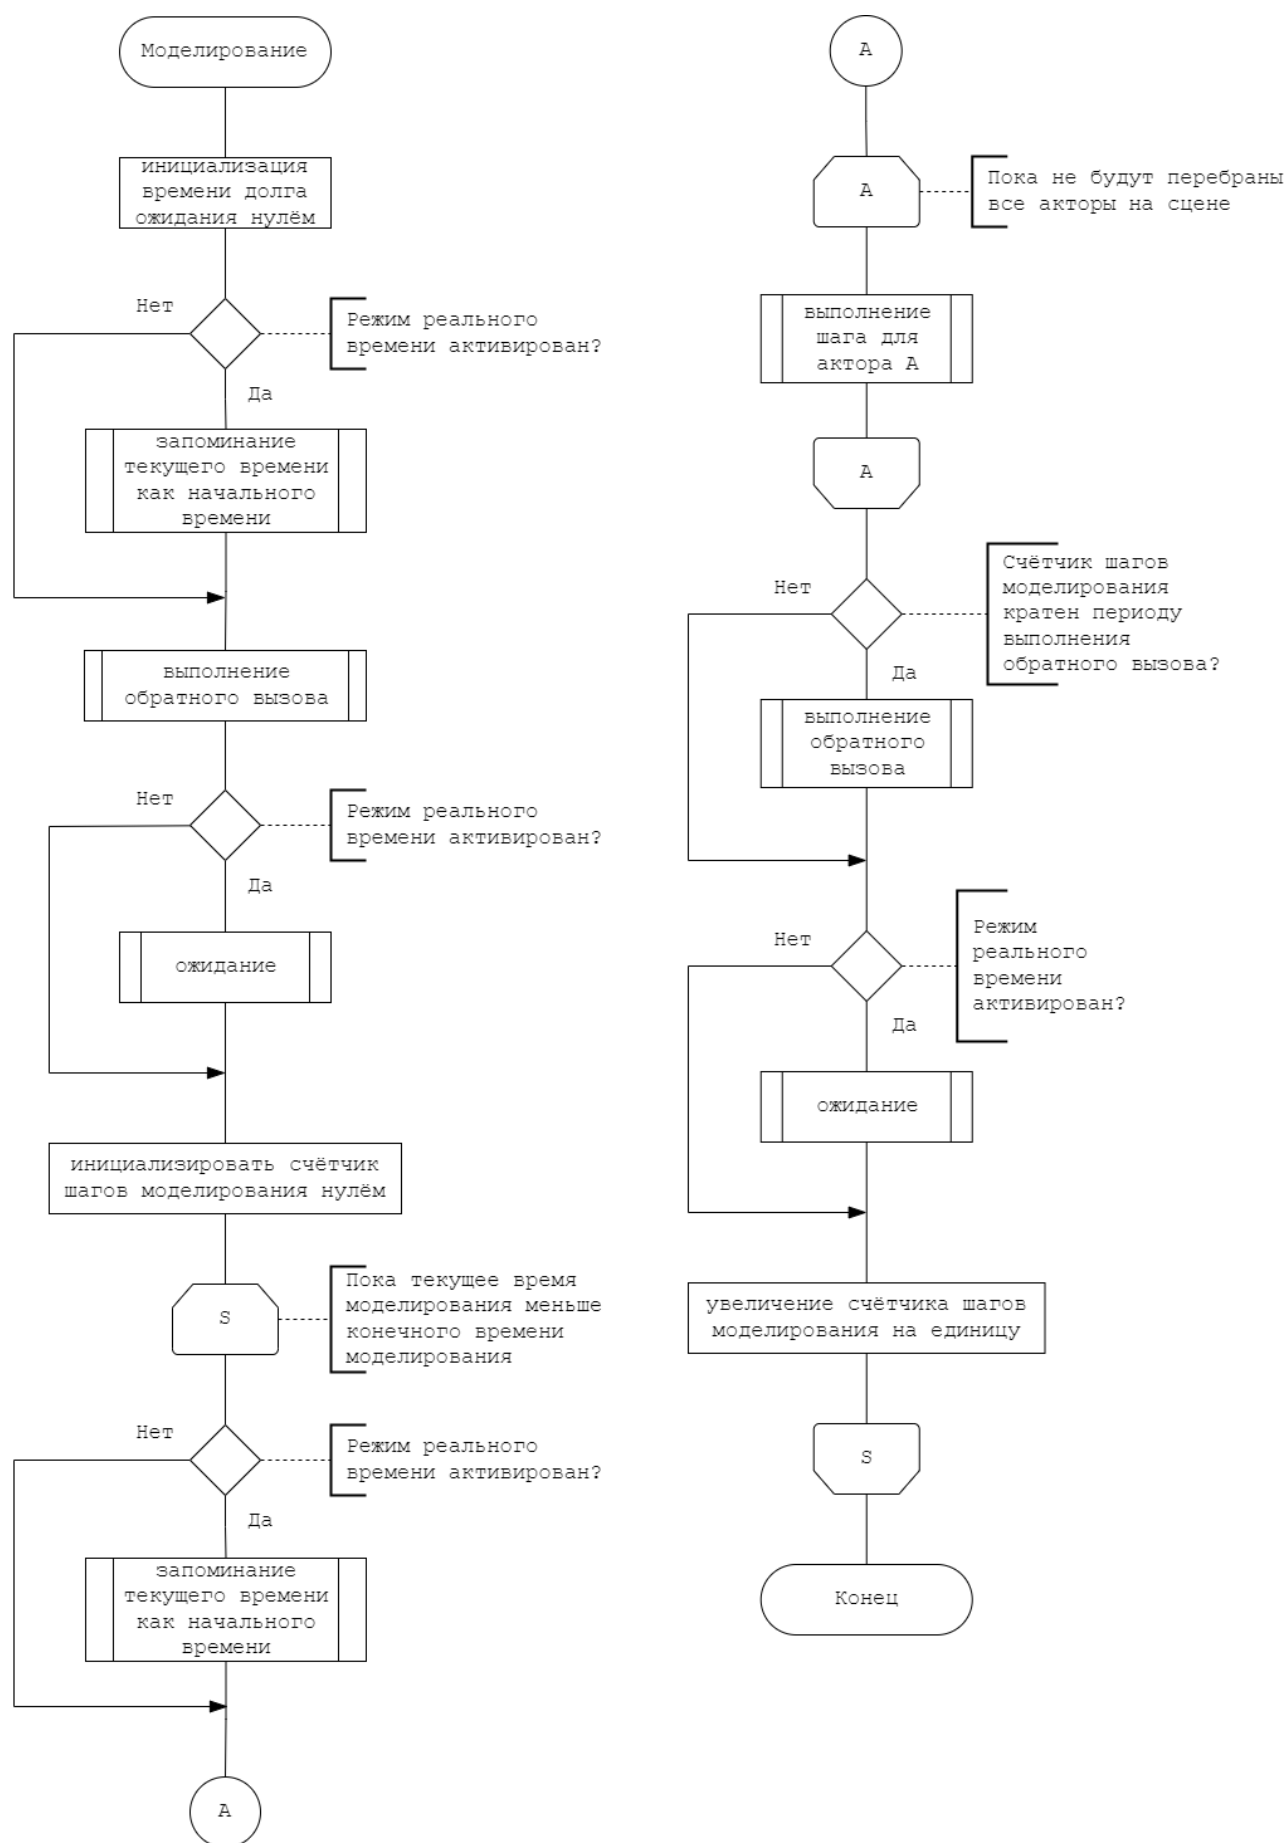 Моделирование
инициализация
времени долга
ожидания нулём
Нет
Режим реального
времени активирован?
Да
запоминание
текущего времени
как начального
времени
выполнение
обратного вызова
Нет
Режим реального
времени активирован?
Да
ожидание
инициализировать счётчик
шагов моделирования нулём
S
Пока текущее время
моделирования меньше
конечного времени
моделирования
Нет
Режим реального
времени активирован?
Да
запоминание
текущего времени
как начального
времени
A
A
A
Пока не будут перебраны
все акторы на сцене
выполнение
шага для
актора A
A
Нет
Счётчик шагов
моделирования
кратен периоду
выполнения
обратного вызова?
Да
выполнение
обратного
вызова
Нет
Режим
реального
времени
активирован?
Да
ожидание
увеличение счётчика шагов
моделирования на единицу
S
Конец